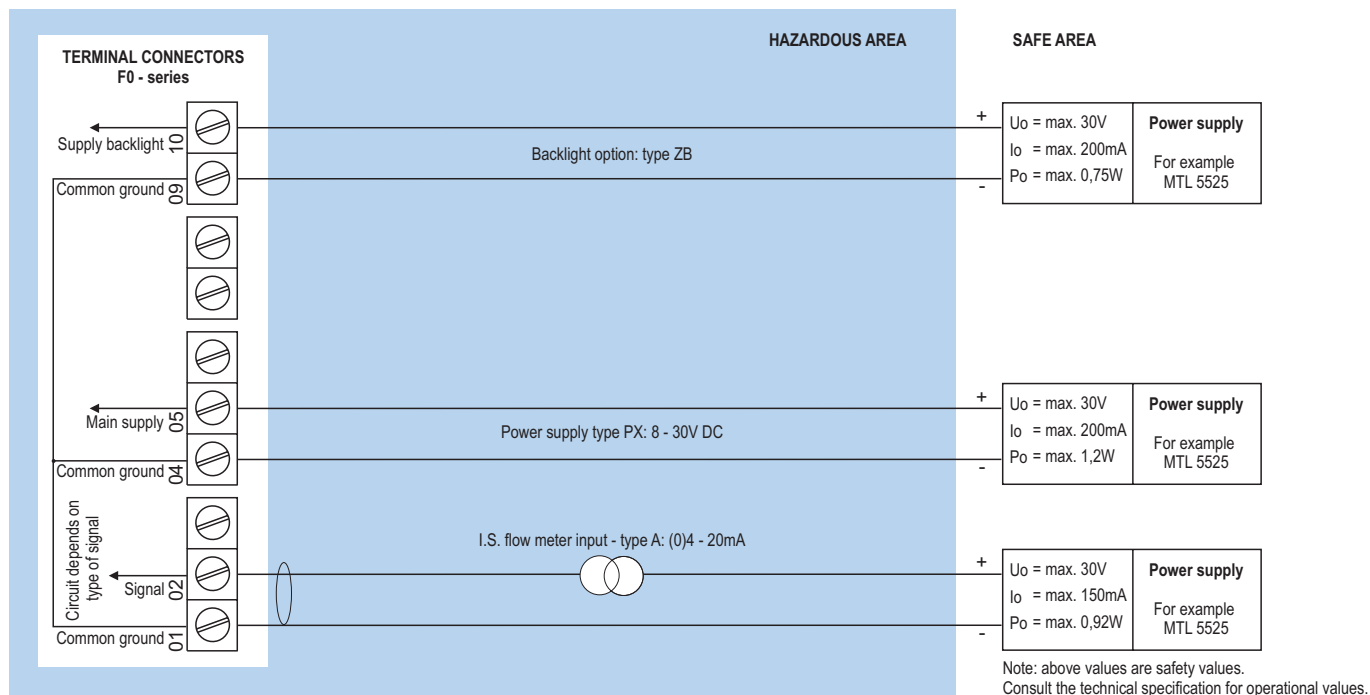 HAZARDOUS AREA
SAFE AREA
TERMINAL CONNECTORS
F0 - series
Supply backlight
10
Common ground
09
Backlight option: type ZB
+
-
Uo = max. 30V
Io = max. 200mA
Po = max. 0,75W
Power supply
For example
MTL 5525
Main supply
05
Common ground
04
Power supply type PX: 8 - 30V DC
+
-
Uo = max. 30V
Io = max. 200mA
Po = max. 1,2W
Power supply
For example
MTL 5525
Circuit depends on
type of signal
Signal
02
Common ground
01
I.S. flow meter input - type A: (0)4 - 20mA
+
-
Uo = max. 30V
Io = max. 150mA
Po = max. 0,92W
Power supply
For example
MTL 5525
Note: above values are safety values.
Consult the technical specification for operational values.